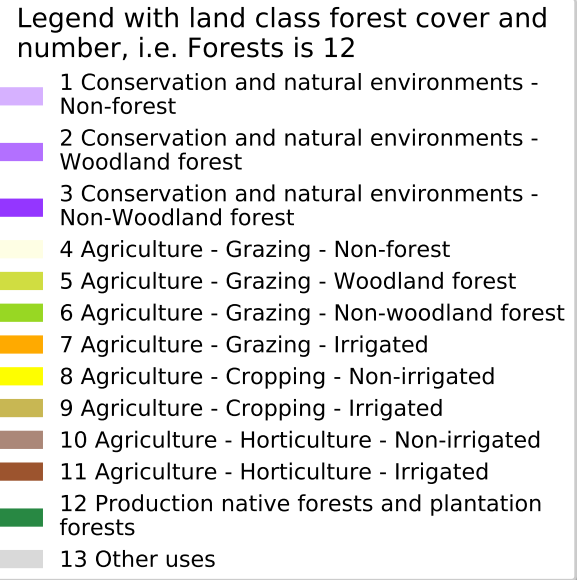 Legend with land class forest cover and
number, i.e. Forests is 12
1 Conservation and natural environments -
Non-forest
2 Conservation and natural environments -
Woodland forest
3 Conservation and natural environments -
Non-Woodland forest
4 Agriculture - Grazing - Non-forest
5 Agriculture - Grazing - Woodland forest
6 Agriculture - Grazing - Non-woodland forest
7 Agriculture - Grazing - Irrigated
8 Agriculture - Cropping - Non-irrigated
9 Agriculture - Cropping - Irrigated
10 Agriculture - Horticulture - Non-irrigated
11 Agriculture - Horticulture - Irrigated
12 Production native forests and plantation
forests
13 Other uses